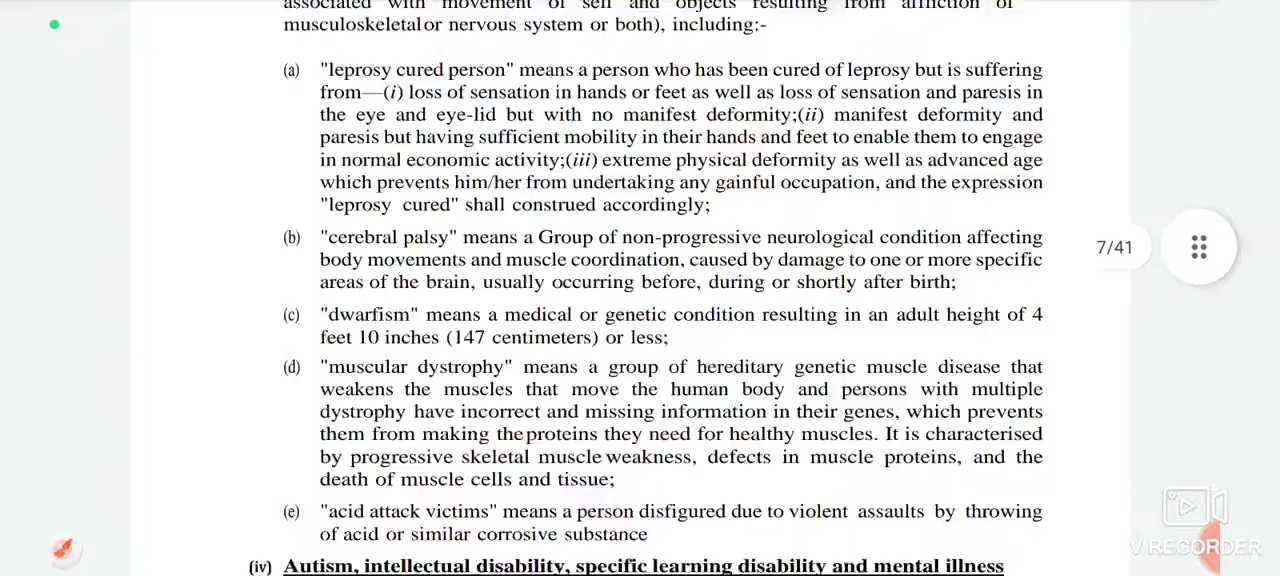 associated with movement of self and objects resulting from affliction of
musculoskeletal or nervous system or both), including:-
(a) "leprosy cured person" means a person who has been cured of leprosy but is suffering
from—(i) loss of sensation in hands or feet as well as loss of sensation and paresis in
the eye and eye-lid but with no manifest deformity;(ii) manifest deformity and
paresis but having sufficient mobility in their hands and feet to enable them to engage
in normal economic activity;(iii) extreme physical deformity as well as advanced age
which prevents him/her from undertaking any gainful occupation, and the expression
"leprosy cured" shall construed accordingly;
(b) "cerebral palsy" means a Group of non-progressive neurological condition affecting
body movements and muscle coordination, caused by damage to one or more specific
areas of the brain, usually occurring before, during or shortly after birth;
7/41
(c) "dwarfism" means a medical or genetic condition resulting in an adult height of 4
feet 10 inches (147 centimeters) or less;
(d) "muscular dystrophy" means a group of hereditary genetic muscle disease that
weakens the muscles that move the human body and persons with multiple
dystrophy have incorrect and missing information in their genes, which prevents
them from making the proteins they need for healthy muscles. It is characterised
by progressive skeletal muscle weakness, defects in muscle proteins, and the
death of muscle cells and tissue;
(e) "acid attack victims" means a person disfigured due to violent assaults by throwing
of acid or similar corrosive substance
V RECORDER
(iv) Autism, intellectual disability, specific learning disability and mental illness